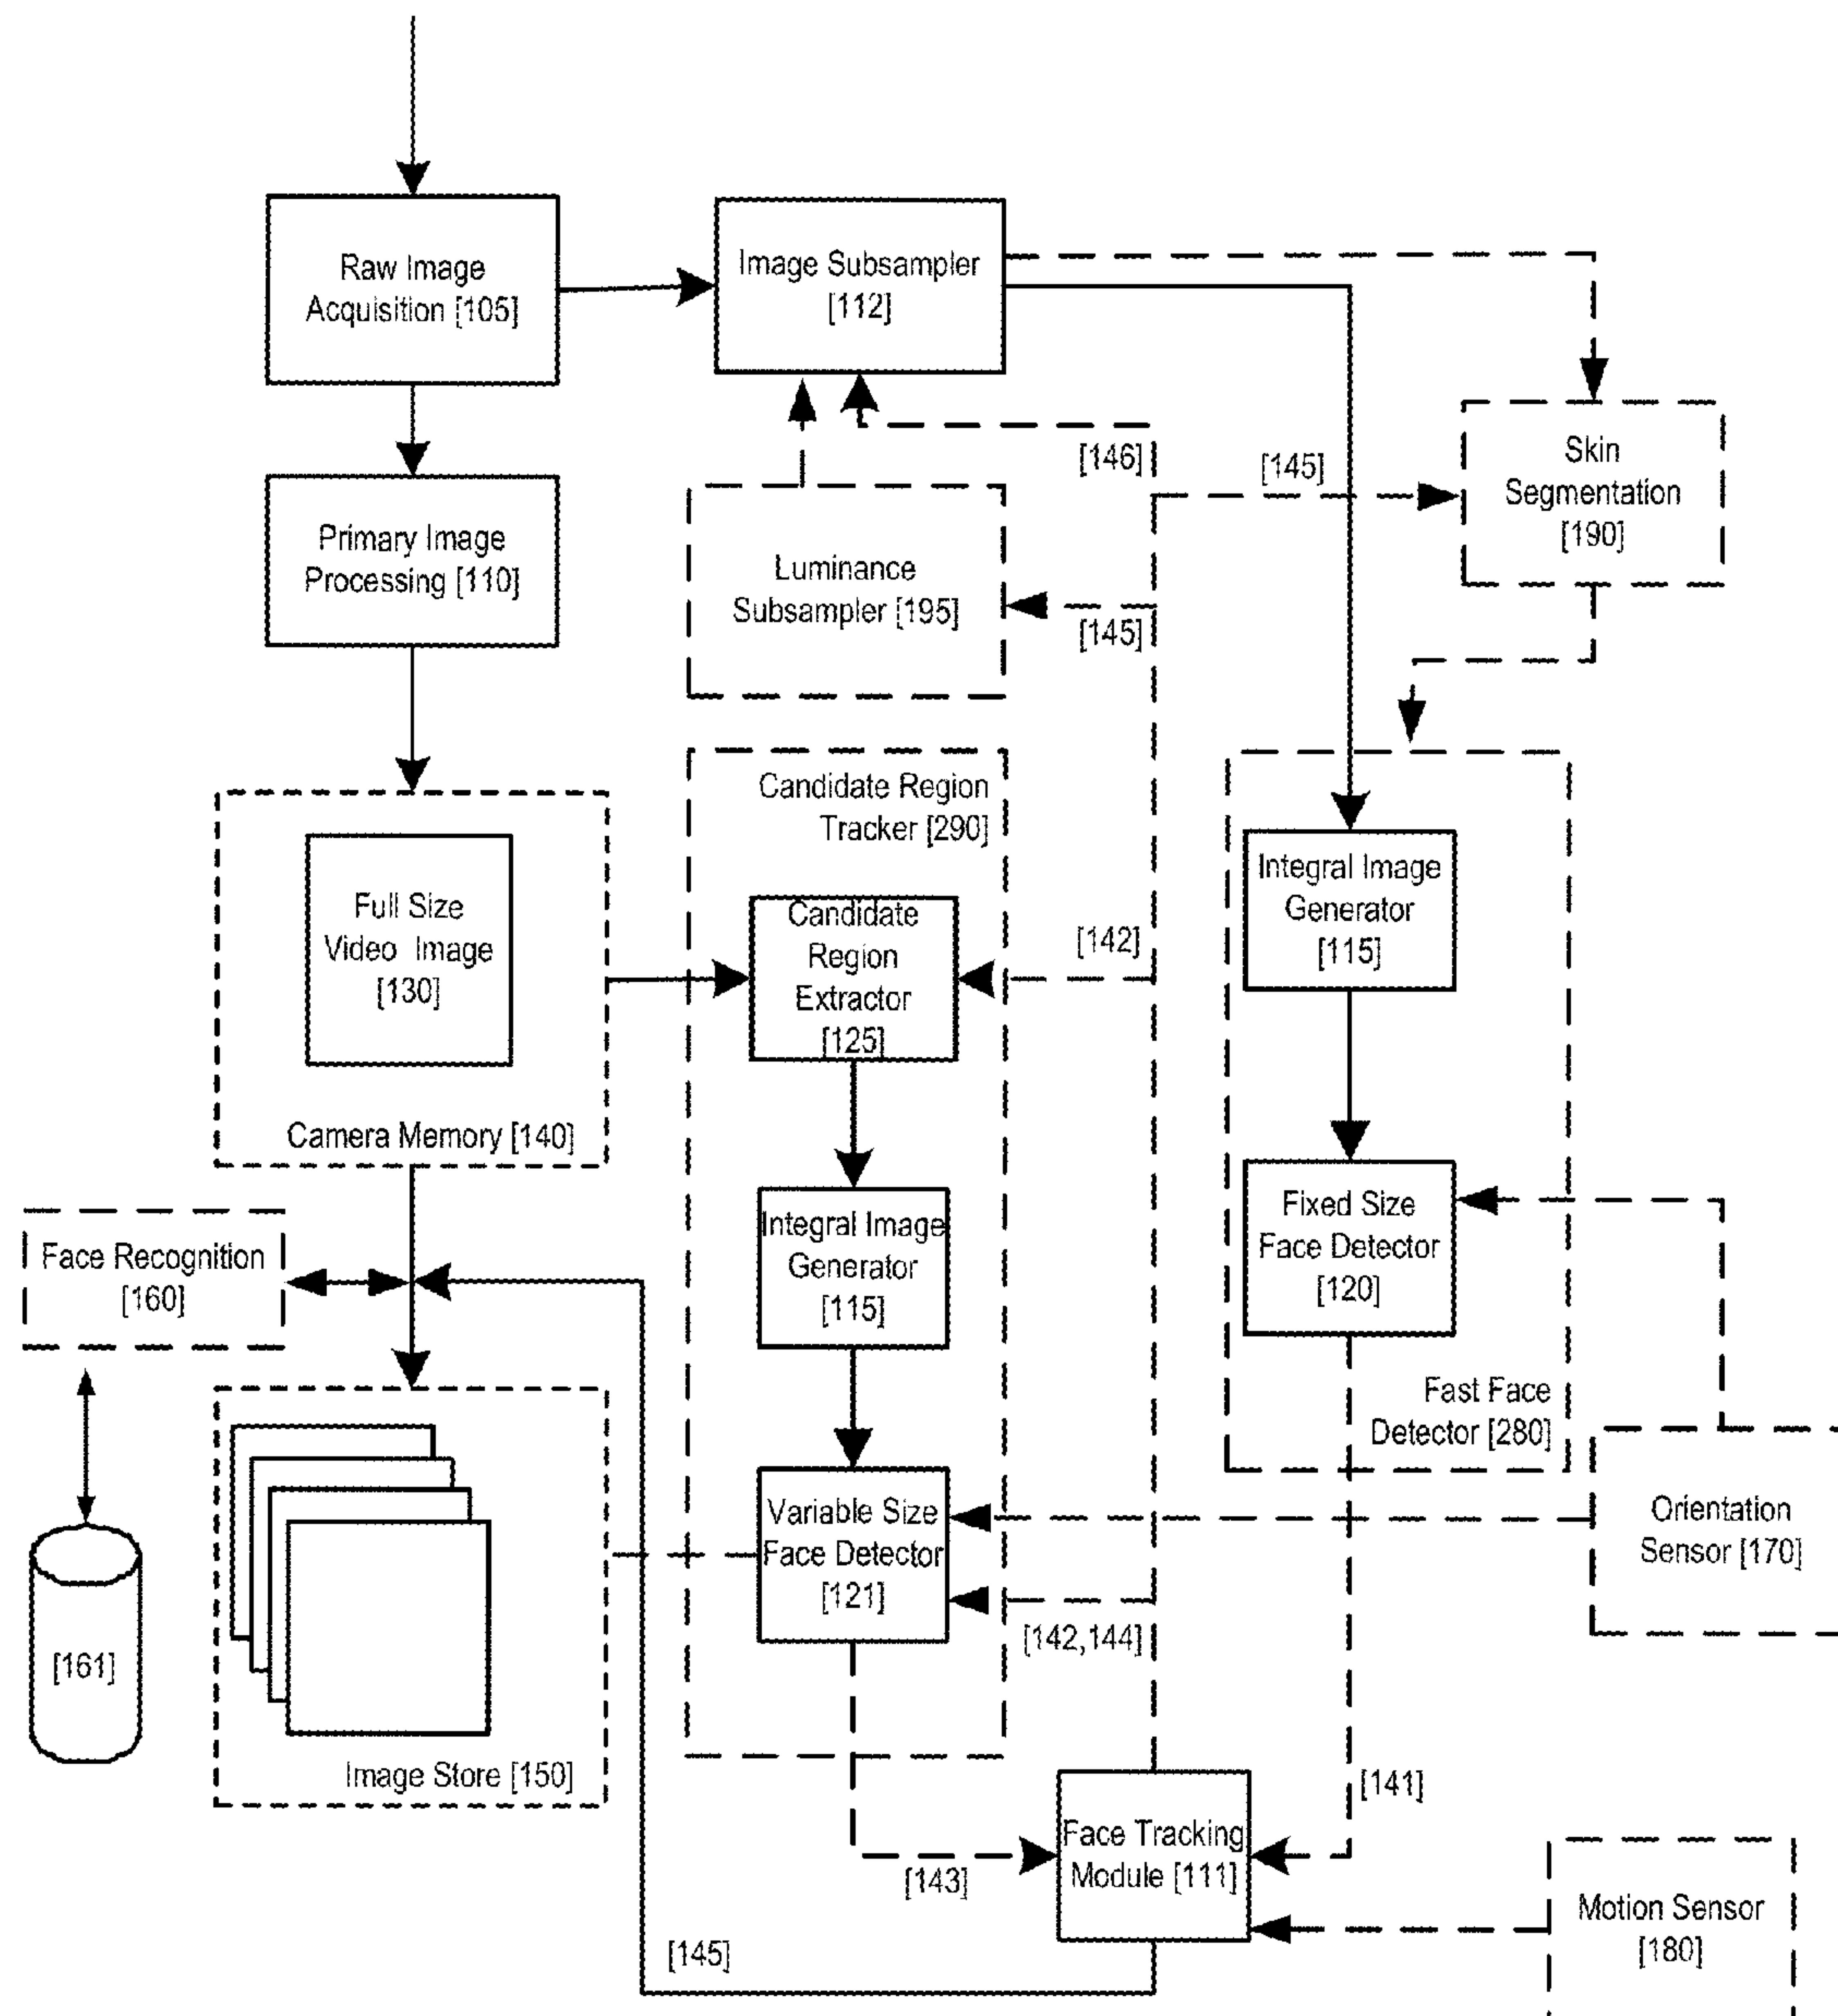 Raw Image
Acquisition [105]
Image Subsampler
[112]
[146]
[145]
Skin
Segmentation
[190]
Primary Image
Processing [110]
Luminance
Subsampler [195]
[145]
Candidate Region
Tracker [290]
Full Size
Video Image
[130]
Camera Memory [140]
Candidate
Region
Extractor
[125]
[142]
Integral Image
Generator
[115]
Integral Image
Generator
[115]
Fixed Size
Face Detector
[120]
Fast Face
Detector [280]
Face Recognition
[160]
[161]
Image Store [150]
Variable Size
Face Detector
[121]
[142,144]
Orientation
Sensor [170]
[141]
[143]
Face Tracking
Module [111]
Motion Sensor
[180]
[145]